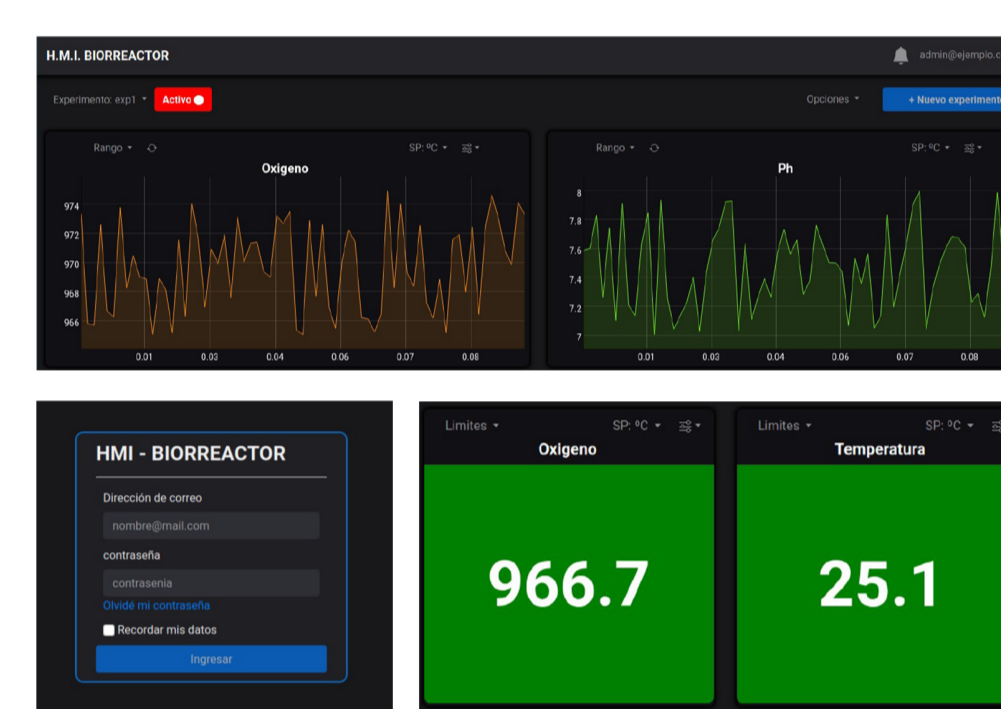 H.M.I. BIORREACTOR
admin@ejemplo.c
Experimento: exp1
Activo
Opciones
+ Nuevo experimento
Rango
SP: ºC
Oxigeno
974
972
970
968
966
0.01 0.03 0.04 0.06 0.07 0.08
Rango
SP: ºC
Ph
8
7.8
7.6
7.4
7.2
7
0.01 0.03 0.04 0.06 0.07 0.08
HMI - BIORREACTOR
Dirección de correo
nombre@mail.com
contraseña
contrasenia
Olvidé mi contraseña
Recordar mis datos
Ingresar
Limites
SP: ºC
Oxigeno
966.7
Limites
SP: ºC
Temperatura
25.1